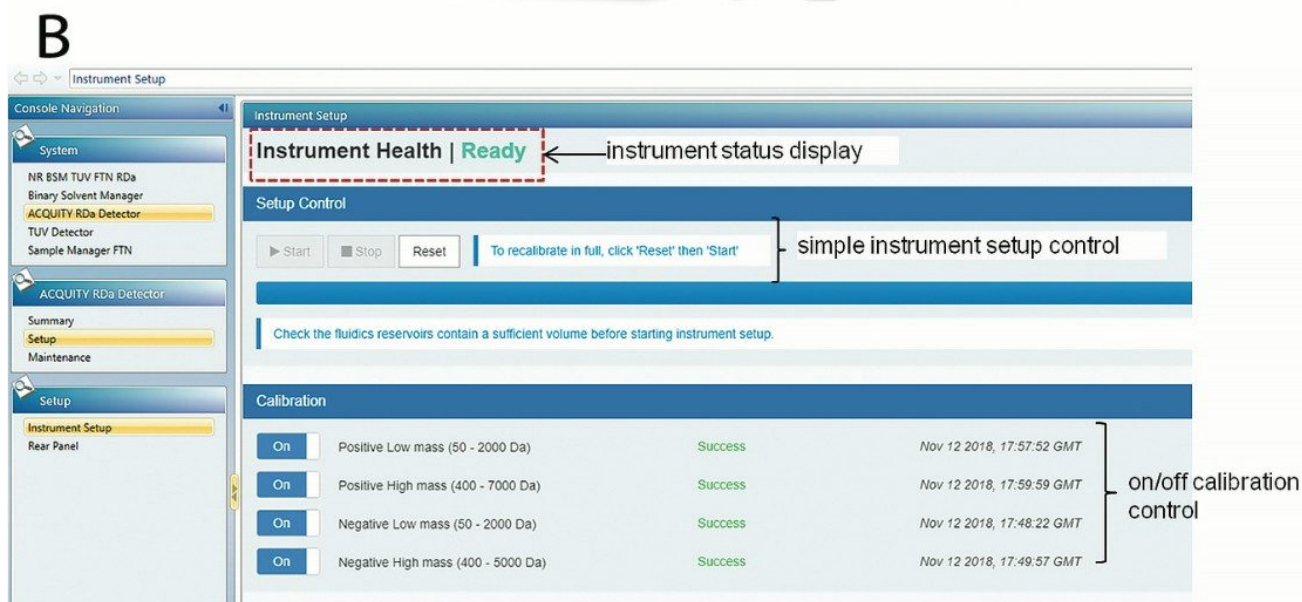 B
Instrument Setup
Console Navigation
System
NR BSM TUV FTN RDa
Binary Solvent Manager
ACQUITY RDa Detector
TUV Detector
Sample Manager FTN
ACQUITY RDa Detector
Summary
Setup
Maintenance
Setup
Instrument Setup
Rear Panel
Instrument Setup
Instrument Health | Ready
instrument status display
Setup Control
Start Stop Reset To recalibrate in full, click 'Reset' then 'Start'
simple instrument setup control
Check the fluidics reservoirs contain a sufficient volume before starting instrument setup.
Calibration
On Positive Low mass (50 - 2000 Da) Success Nov 12 2018, 17:57:52 GMT
On Positive High mass (400 - 7000 Da) Success Nov 12 2018, 17:59:59 GMT
On Negative Low mass (50 - 2000 Da) Success Nov 12 2018, 17:48:22 GMT
On Negative High mass (400 - 5000 Da) Success Nov 12 2018, 17:49:57 GMT
on/off calibration
control